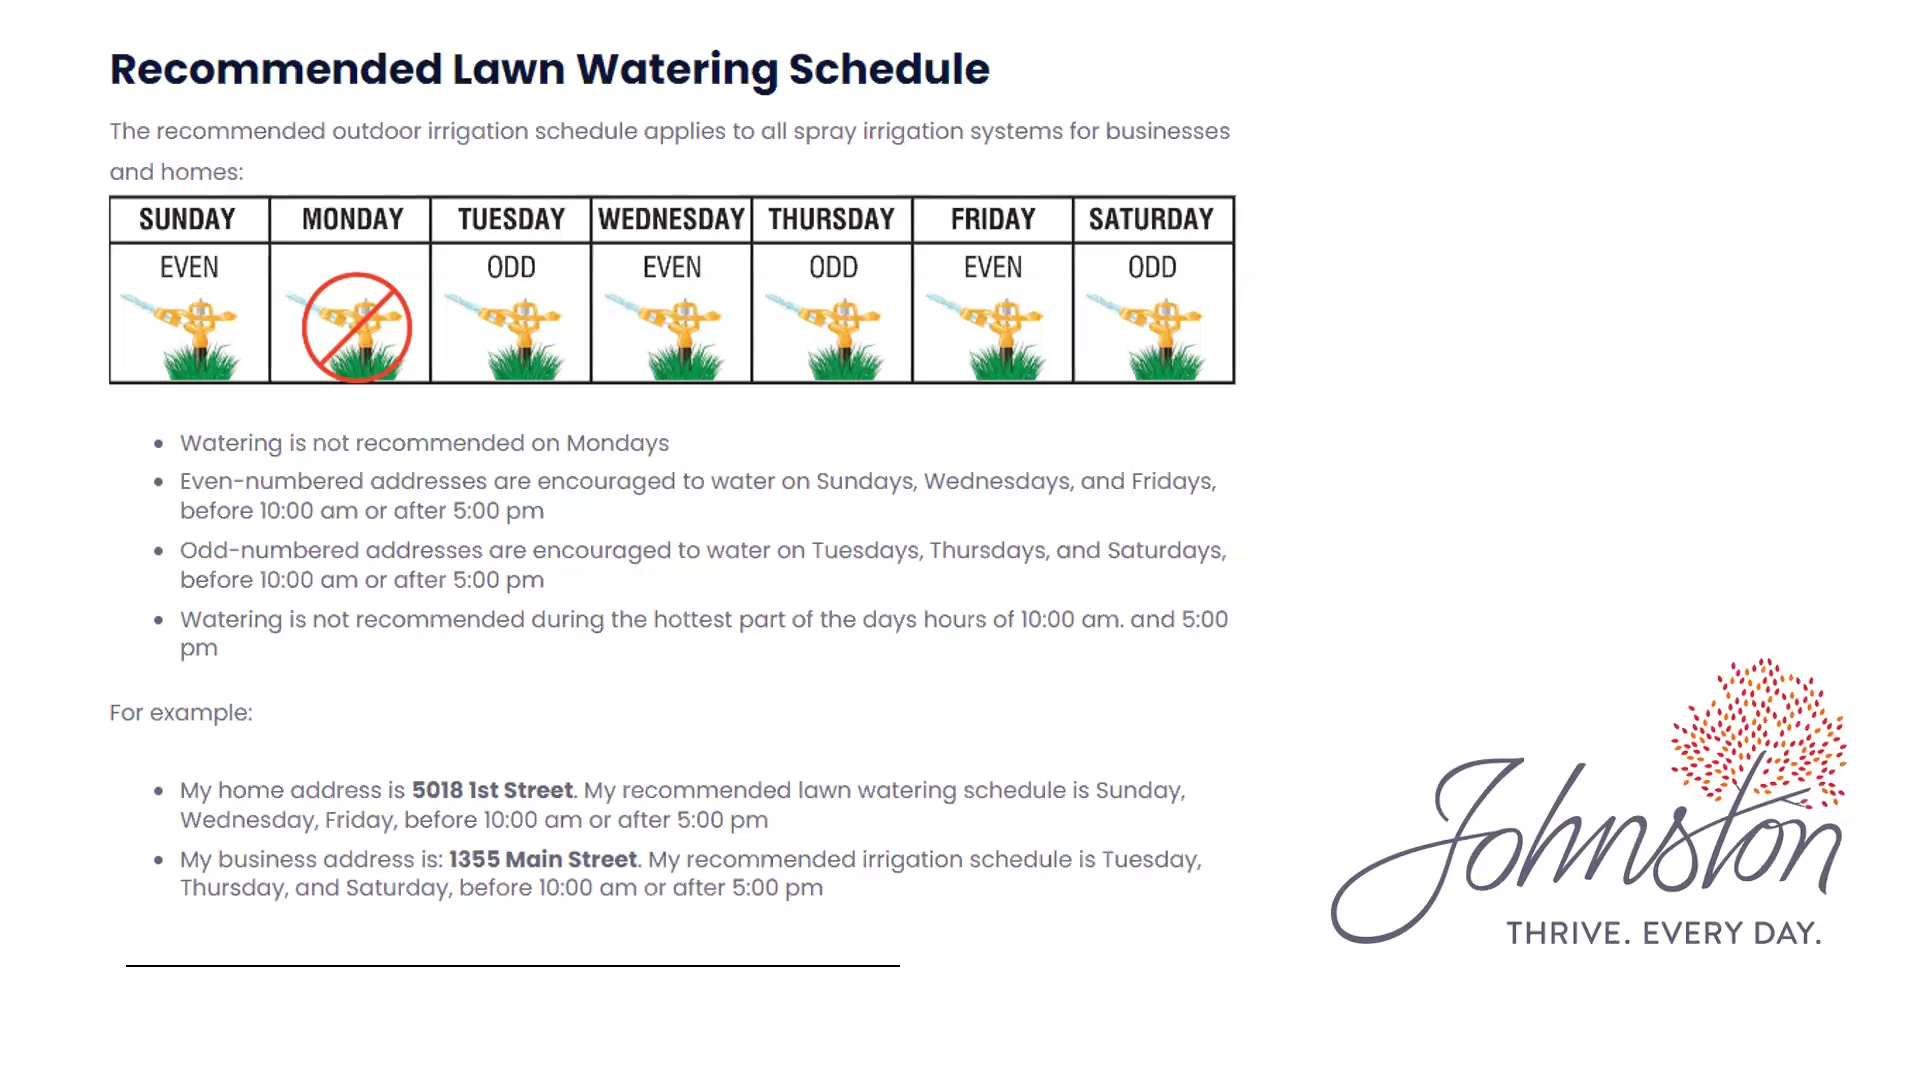 Recommended Lawn Watering Schedule
The recommended outdoor irrigation schedule applies to all spray irrigation systems for businesses
and homes:
SUNDAY MONDAY TUESDAY WEDNESDAY THURSDAY FRIDAY SATURDAY
EVEN ODD EVEN ODD EVEN ODD
• Watering is not recommended on Mondays
• Even-numbered addresses are encouraged to water on Sundays, Wednesdays, and Fridays,
before 10:00 am or after 5:00 pm
• Odd-numbered addresses are encouraged to water on Tuesdays, Thursdays, and Saturdays,
before 10:00 am or after 5:00 pm
• Watering is not recommended during the hottest part of the days hours of 10:00 am. and 5:00
pm
For example:
• My home address is 5018 1st Street. My recommended lawn watering schedule is Sunday,
Wednesday, Friday, before 10:00 am or after 5:00 pm
• My business address is: 1355 Main Street. My recommended irrigation schedule is Tuesday,
Thursday, and Saturday, before 10:00 am or after 5:00 pm
Johnston
THRIVE. EVERY DAY.